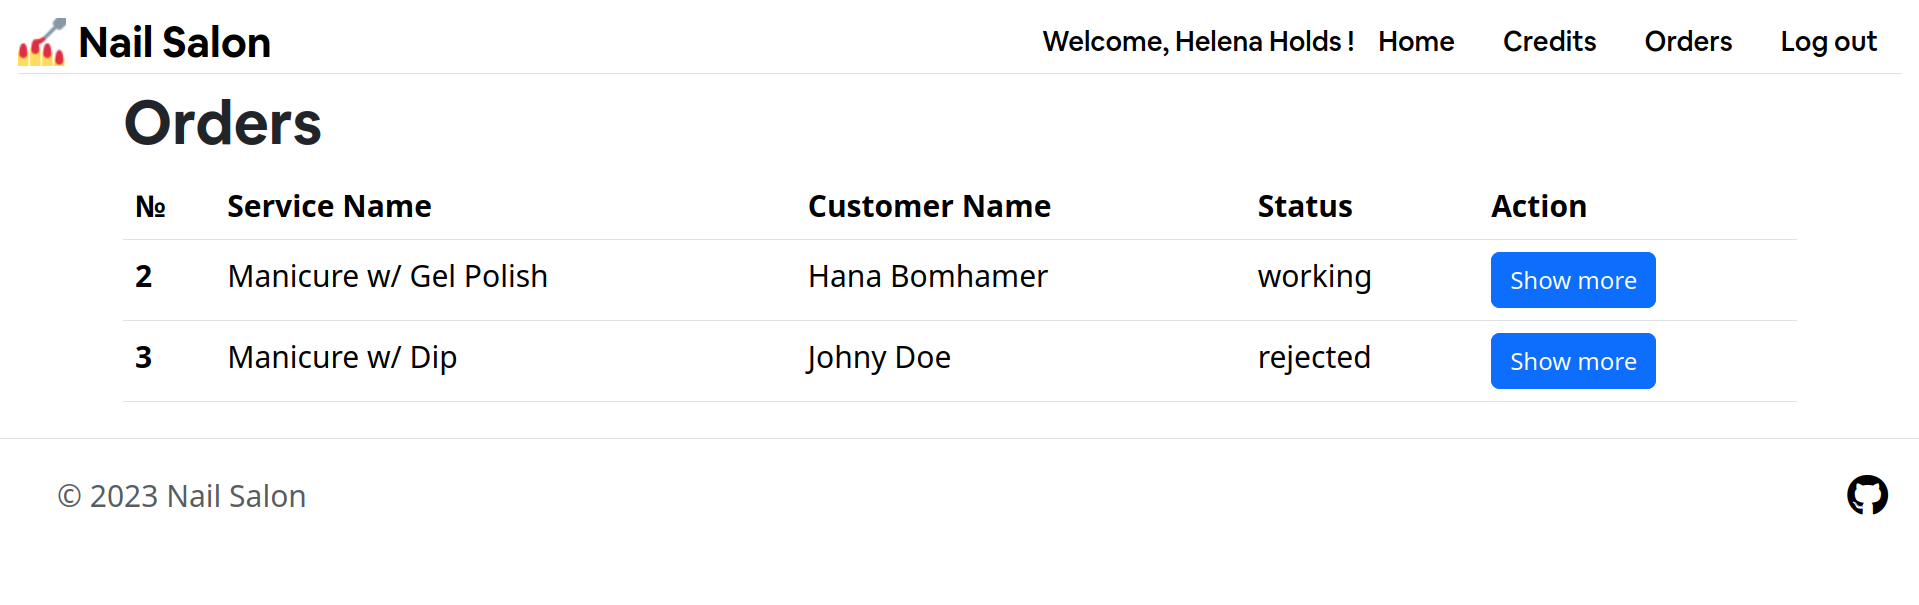 Nail Salon Welcome, Helena Holds ! Home Credits Orders Log out
Orders
№ Service Name Customer Name Status Action
2 Manicure w/ Gel Polish Hana Bomhamer working Show more
3 Manicure w/ Dip Johny Doe rejected Show more
© 2023 Nail Salon